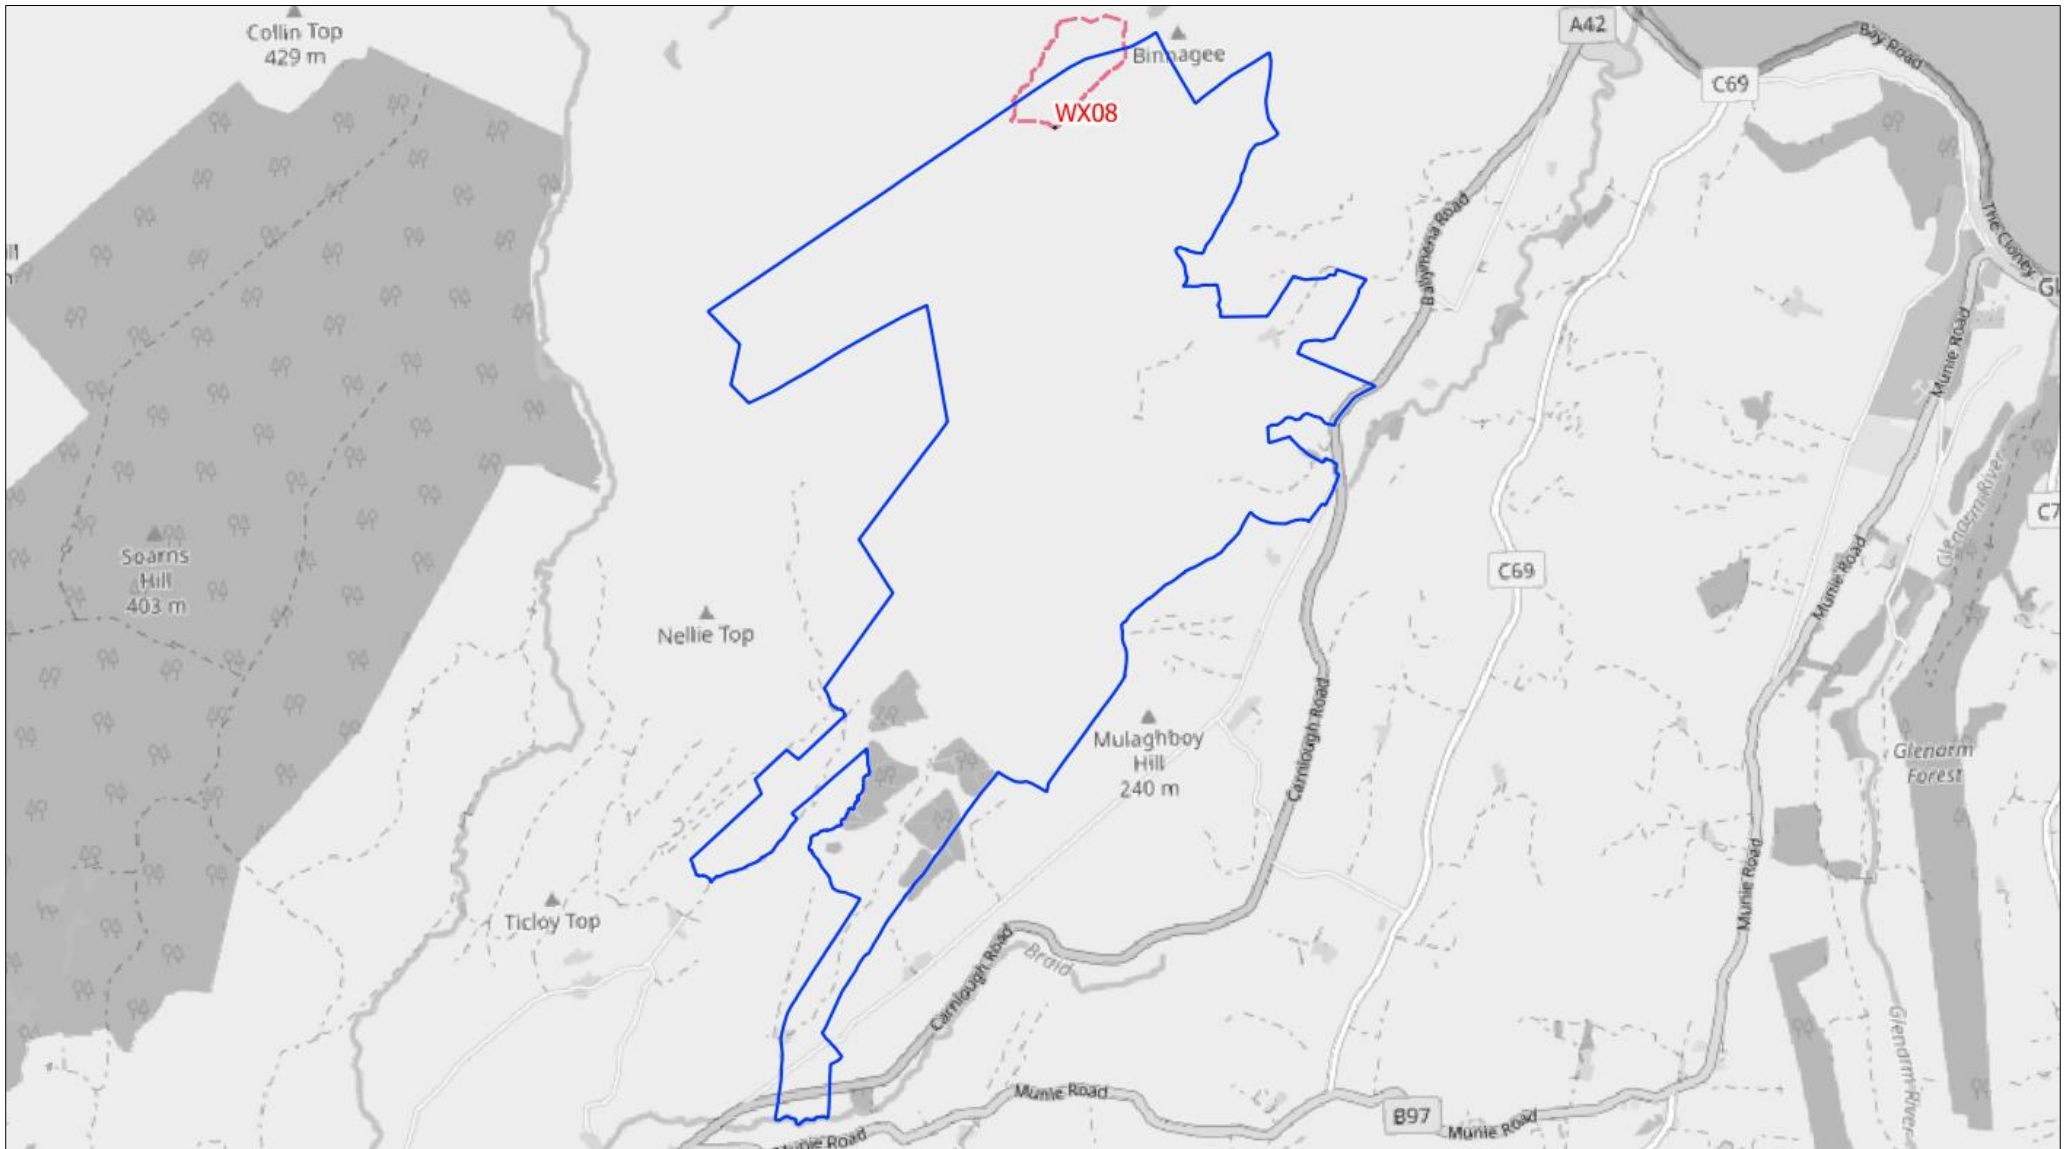 Collin Top
429 m
Binnagee
WX08
A42
Bay Road
C69
The Cloney
Ballymena Road
Munie Road
Glenarm River
Soarns
Hill
403 m
Nellie Top
C69
Munie Road
Mulaghboy
Hill
240 m
Carnlough Road
Glenarm
Forest
Munie Road
Ticloy Top
Carnlough Road
Braid
Glenarm River
Munie Road
B97
Munie Road
Munie Road